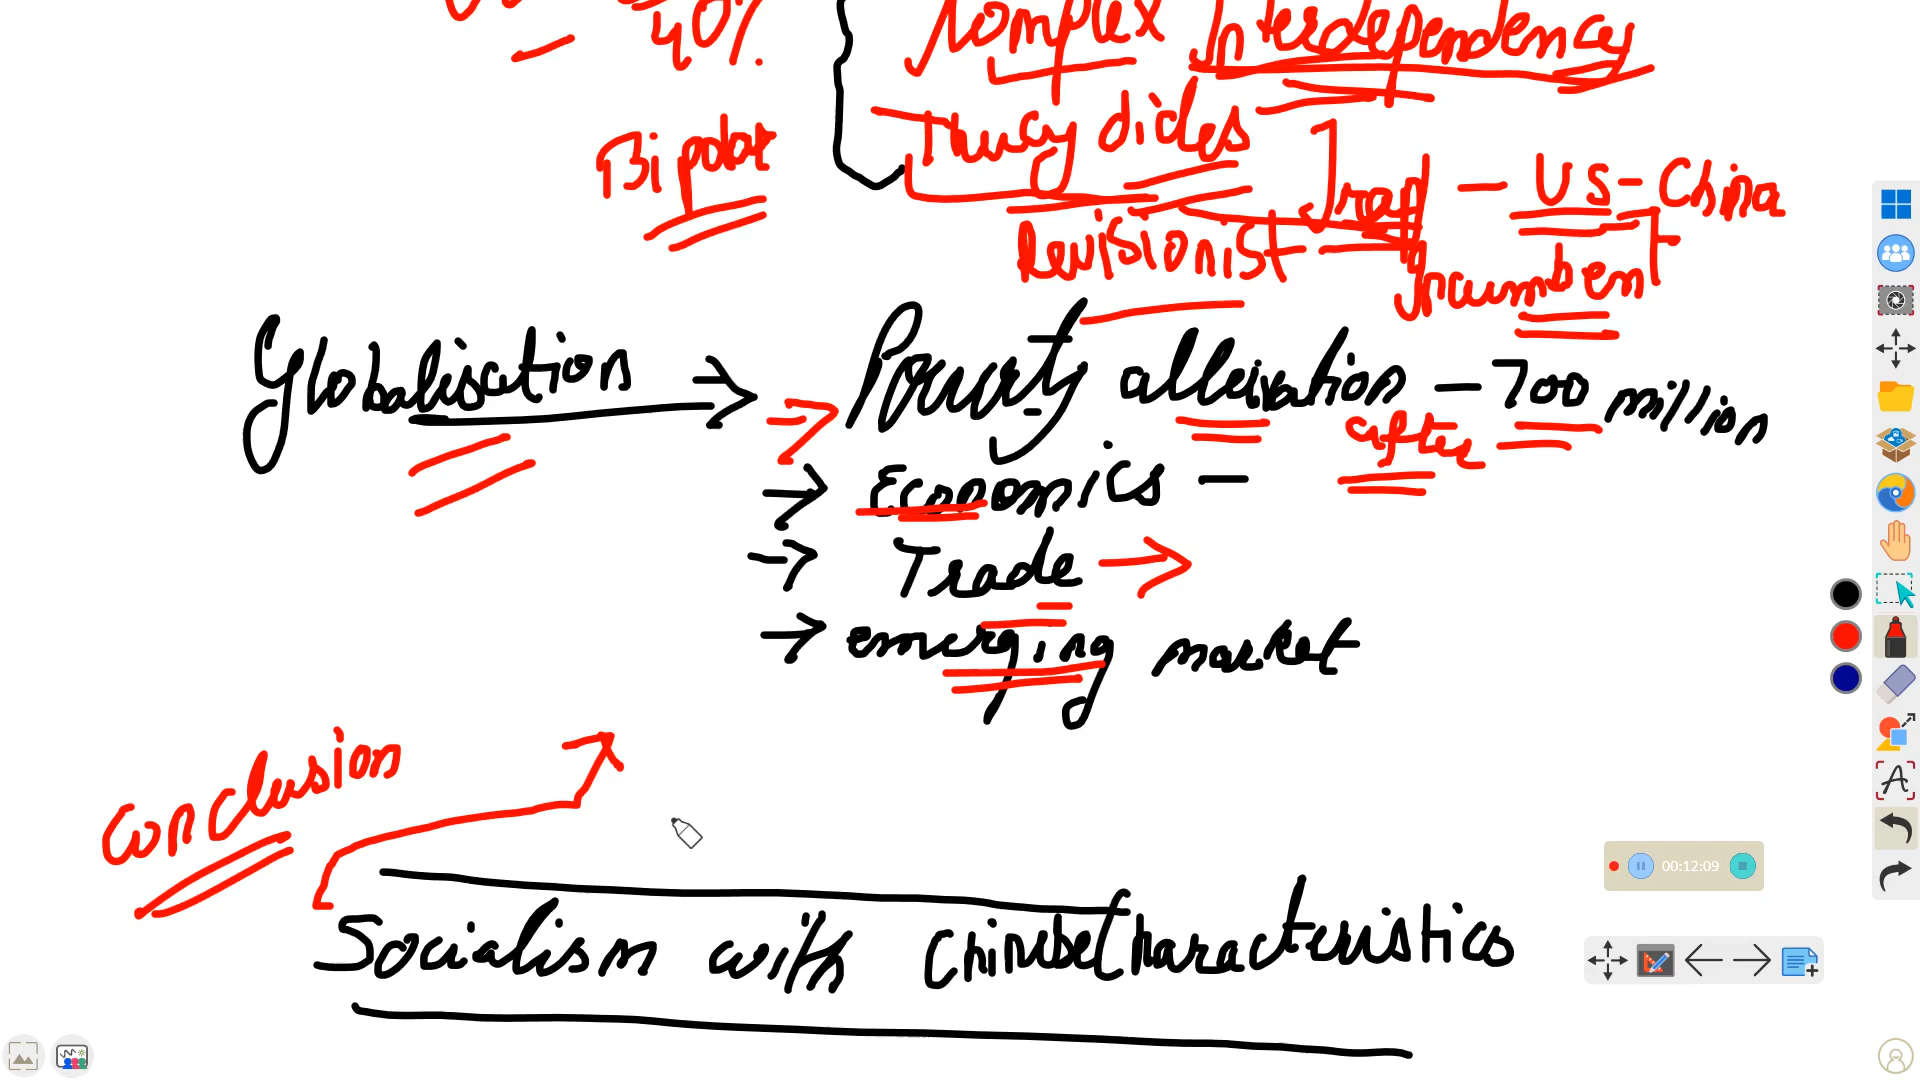 40%
Complex Interdependency
Bipolar
Thucydides Trap – US – China
Revisionist – Incumbent
Globalisation → Poverty alleivation – 700 million
after
→ Economics –
→ Trade →
→ emerging market
Conclusion
Socialism with Chinese Characteristics
00:12:09